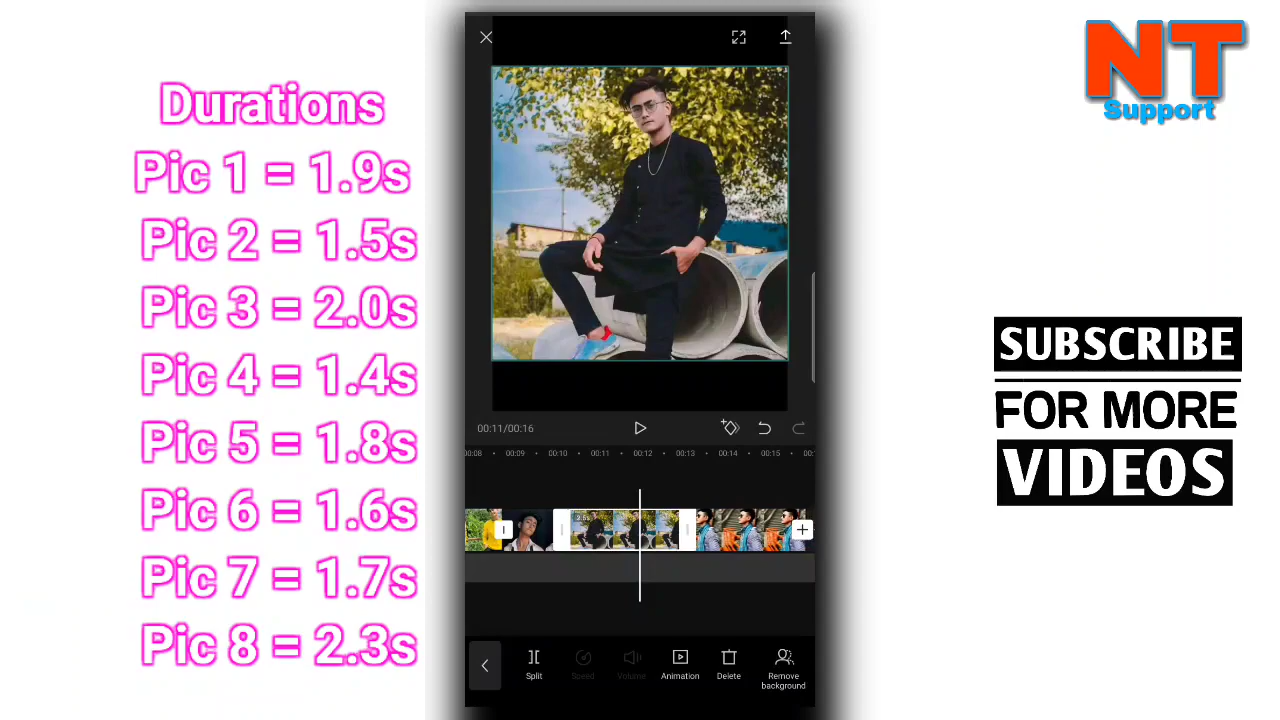 Durations
Pic 1 = 1.9s
Pic 2 = 1.5s
Pic 3 = 2.0s
Pic 4 = 1.4s
Pic 5 = 1.8s
Pic 6 = 1.6s
Pic 7 = 1.7s
Pic 8 = 2.3s
00:11/00:16
00:08 00:09 00:10 00:11 00:12 00:13 00:14 00:15
Split Speed Volume Animation Delete Remove
background
NT
Support
SUBSCRIBE
FOR MORE
VIDEOS